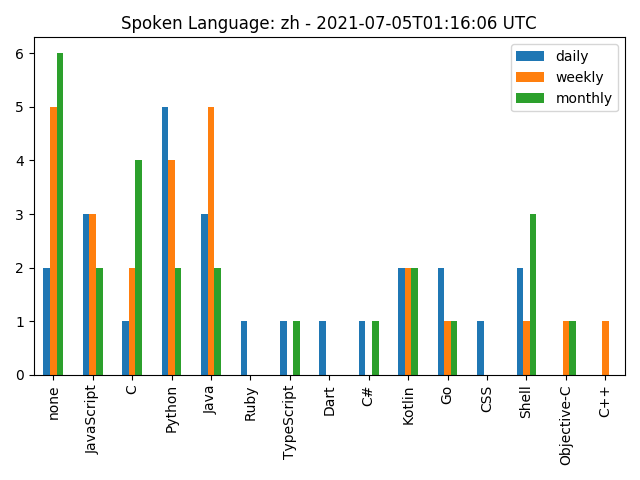 Spoken Language: zh - 2021-07-05T01:16:06 UTC
daily
weekly
monthly
6
5
4
3
2
1
0
none
JavaScript
C
Python
Java
Ruby
TypeScript
Dart
C#
Kotlin
Go
CSS
Shell
Objective-C
C++